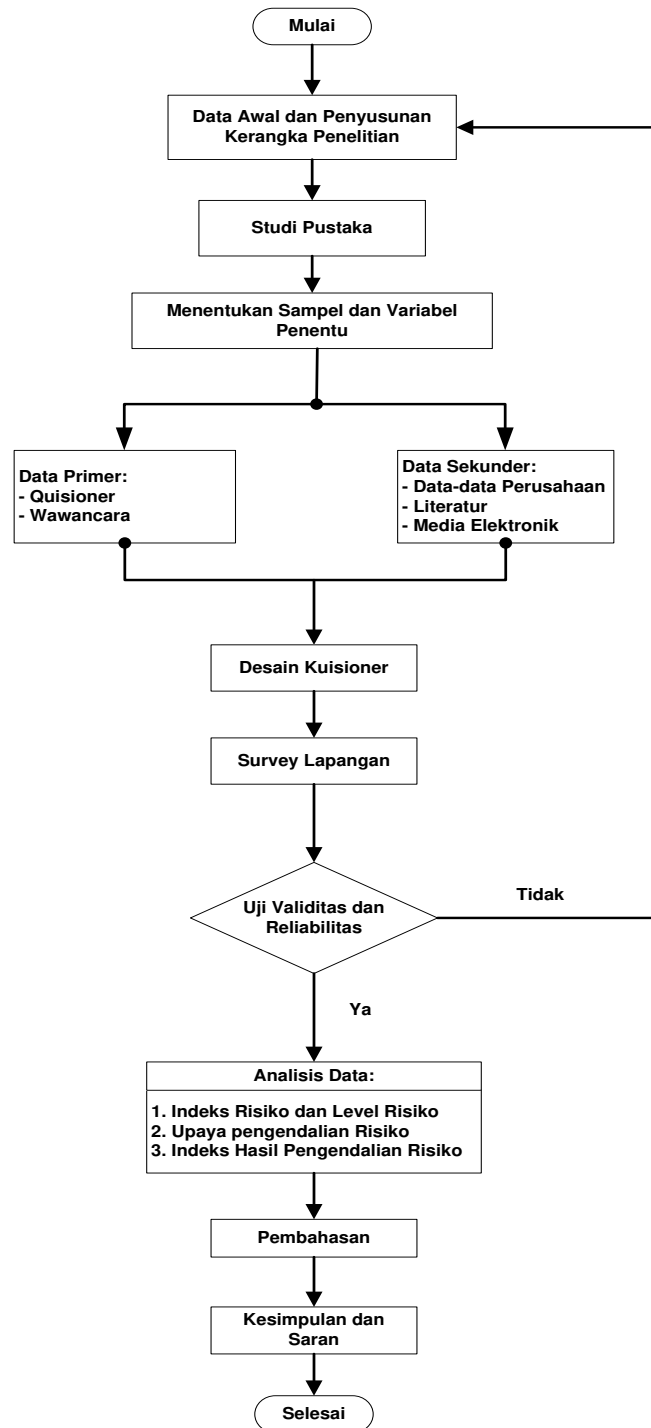 Mulai
Data Awal dan Penyusunan
Kerangka Penelitian
Studi Pustaka
Menentukan Sampel dan Variabel
Penentu
Data Primer:
- Quisioner
- Wawancara
Data Sekunder:
- Data-data Perusahaan
- Literatur
- Media Elektronik
Desain Kuisioner
Survey Lapangan
Uji Validitas dan
Reliabilitas
Tidak
Ya
Analisis Data:
1. Indeks Risiko dan Level Risiko
2. Upaya pengendalian Risiko
3. Indeks Hasil Pengendalian Risiko
Pembahasan
Kesimpulan dan
Saran
Selesai